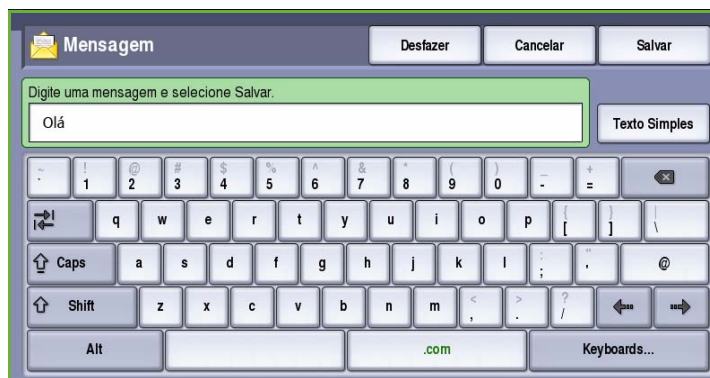 Mensagem Desfazer Cancelar Salvar
Digite uma mensagem e selecione Salvar.
Olá Texto Simples
~ ! @ # $ % ^ & * ( ) _ +
` 1 2 3 4 5 6 7 8 9 0 - =
q w e r t y u i o p { [ } ] | \
Caps a s d f g h j k l : ; " ' @
Shift z x c v b n m < , > . ? /
Alt .com Keyboards...